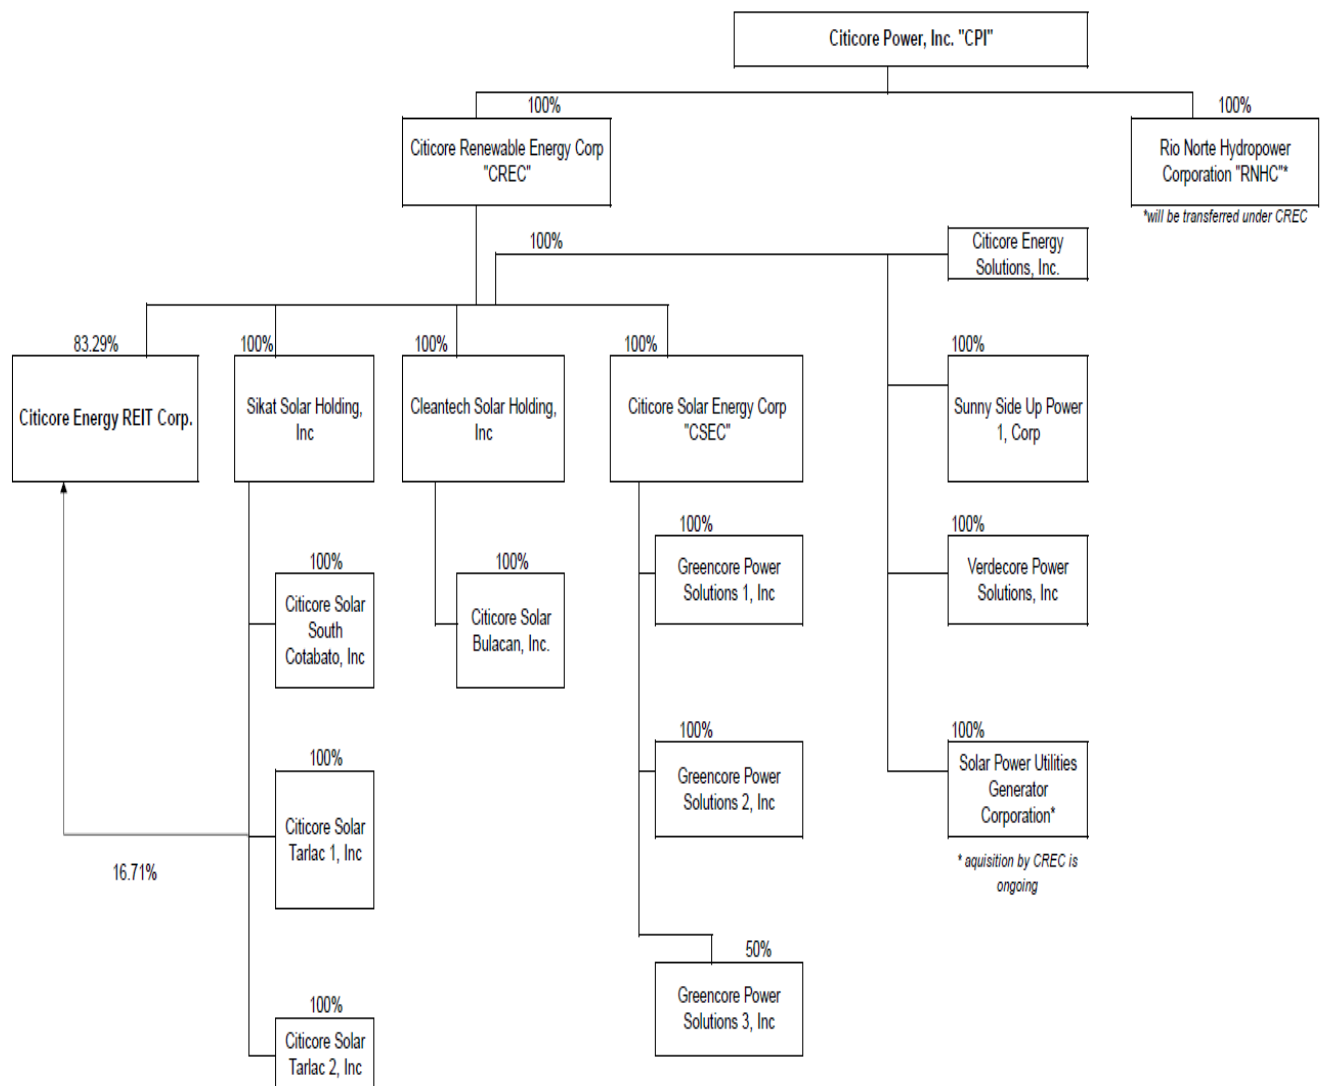 Citicore Power, Inc. "CPI"
100%
100%
Citicore Renewable Energy Corp
"CREC"
Rio Norte Hydropower
Corporation "RNHC"*
*will be transferred under CREC
100%
Citicore Energy
Solutions, Inc.
83.29%
100%
100%
100%
100%
Citicore Energy REIT Corp.
Sikat Solar Holding,
Inc
Cleantech Solar Holding,
Inc
Citicore Solar Energy Corp
"CSEC"
Sunny Side Up Power
1, Corp
100%
100%
100%
100%
Citicore Solar
South
Cotabato, Inc
Citicore Solar
Bulacan, Inc.
Greencore Power
Solutions 1, Inc
Verdecore Power
Solutions, Inc
100%
100%
100%
Citicore Solar
Tarlac 1, Inc
Greencore Power
Solutions 2, Inc
Solar Power Utilities
Generator
Corporation*
16.71%
* aquisition by CREC is
ongoing
50%
Greencore Power
Solutions 3, Inc
100%
Citicore Solar
Tarlac 2, Inc